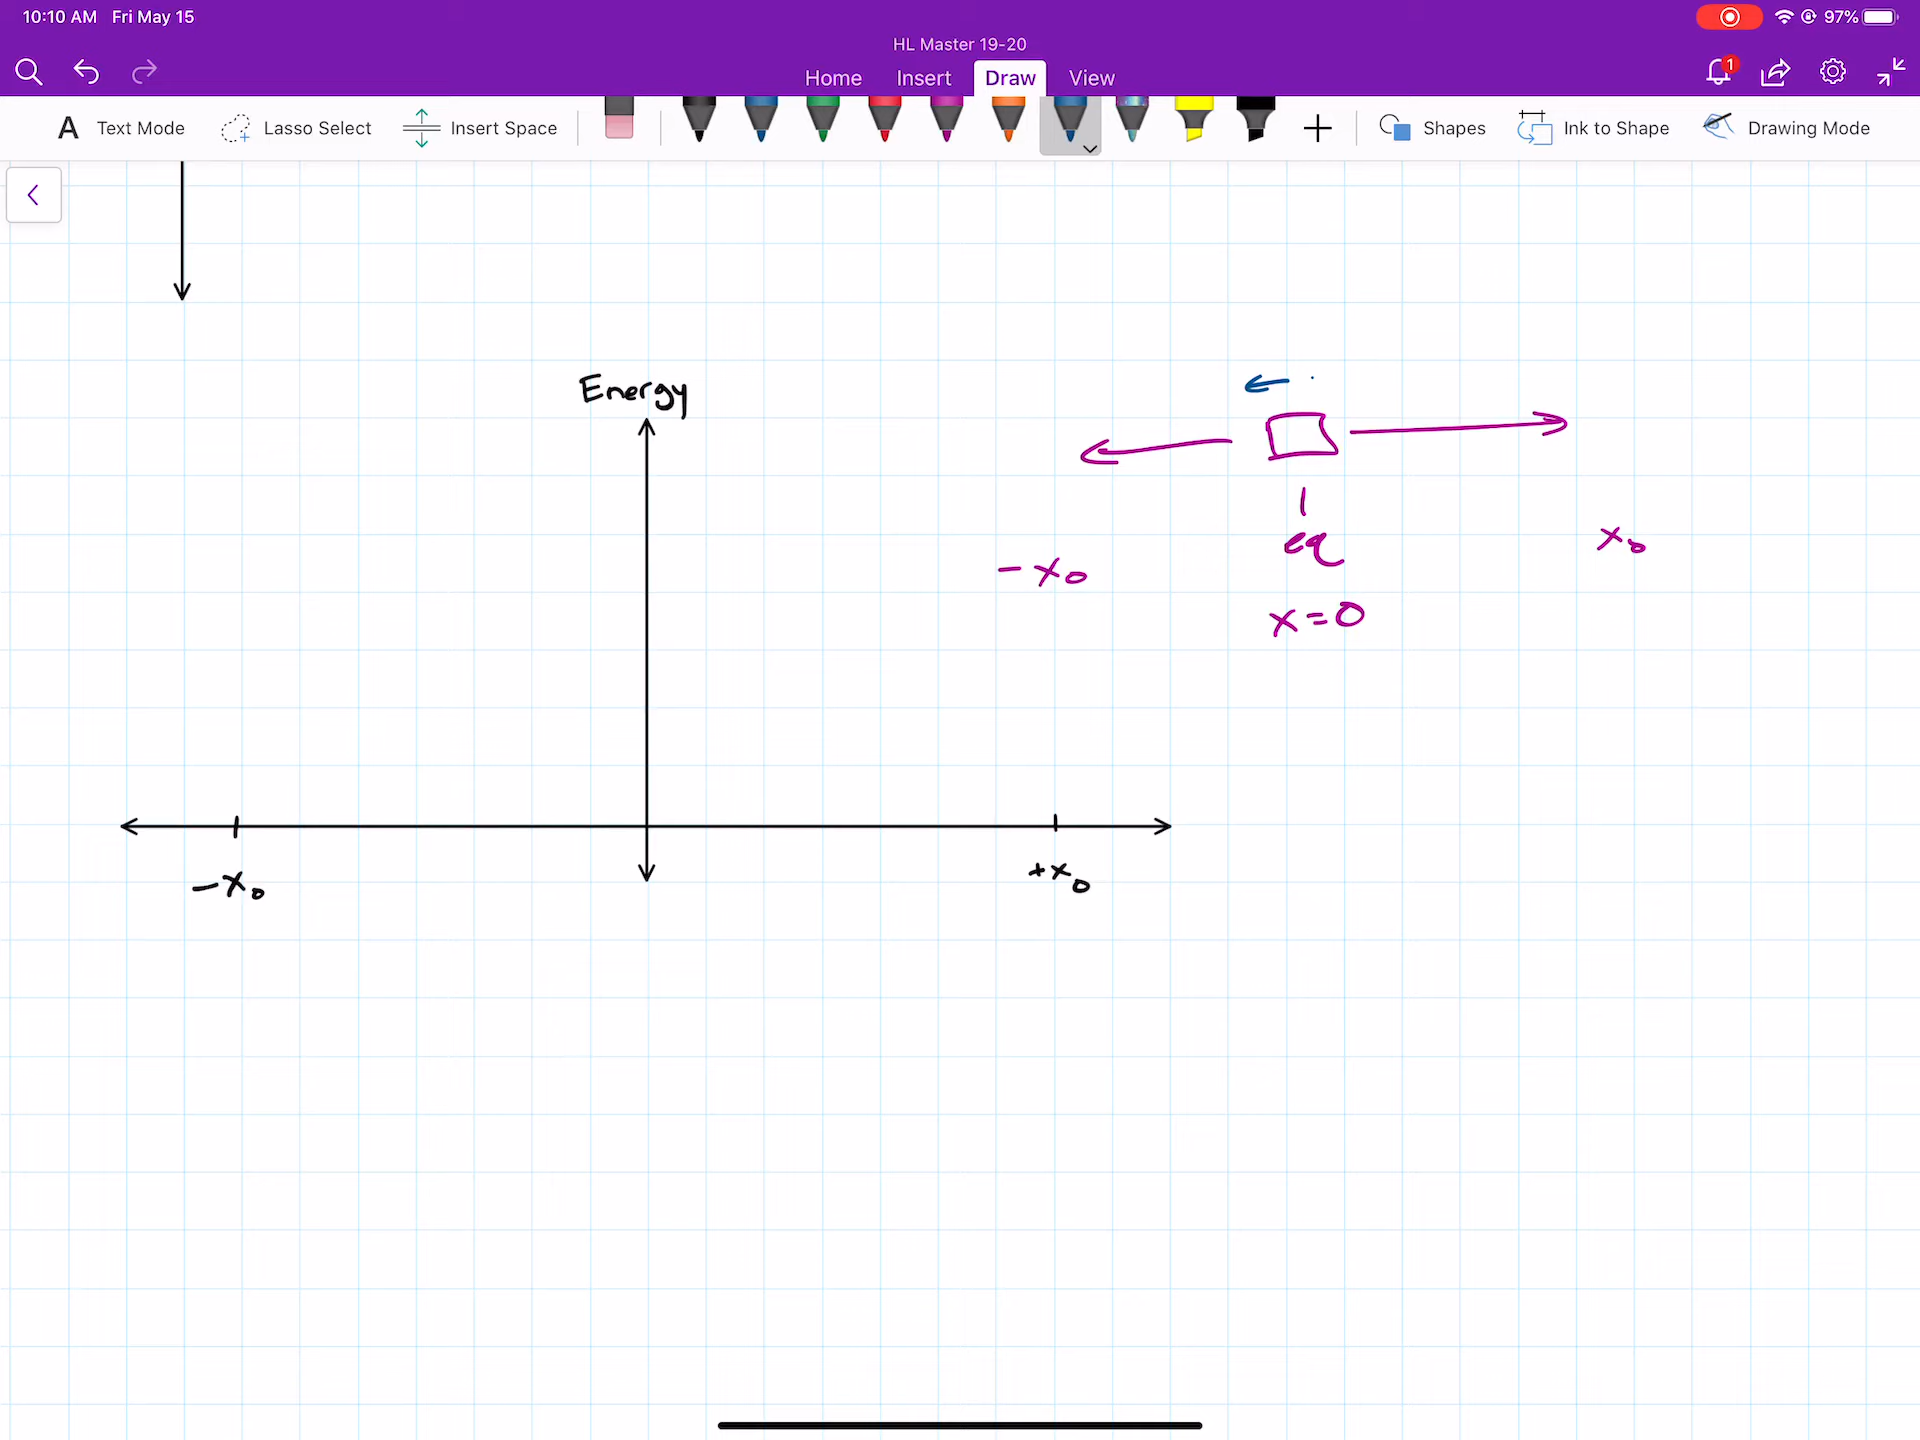 10:10 AM Fri May 15
97%
HL Master 19-20
Home Insert Draw View
1
A Text Mode Lasso Select Insert Space Shapes Ink to Shape Drawing Mode
Energy
eq
-x₀
x₀
x=0
-x₀
+x₀